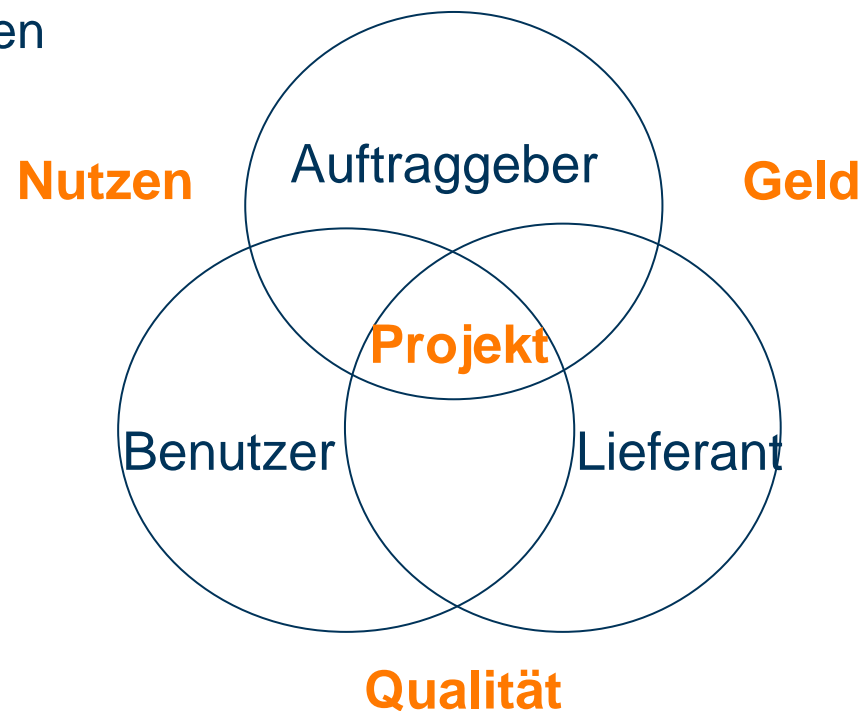 en
Auftraggeber
Nutzen
Geld
Projekt
Benutzer
Lieferant
Qualität